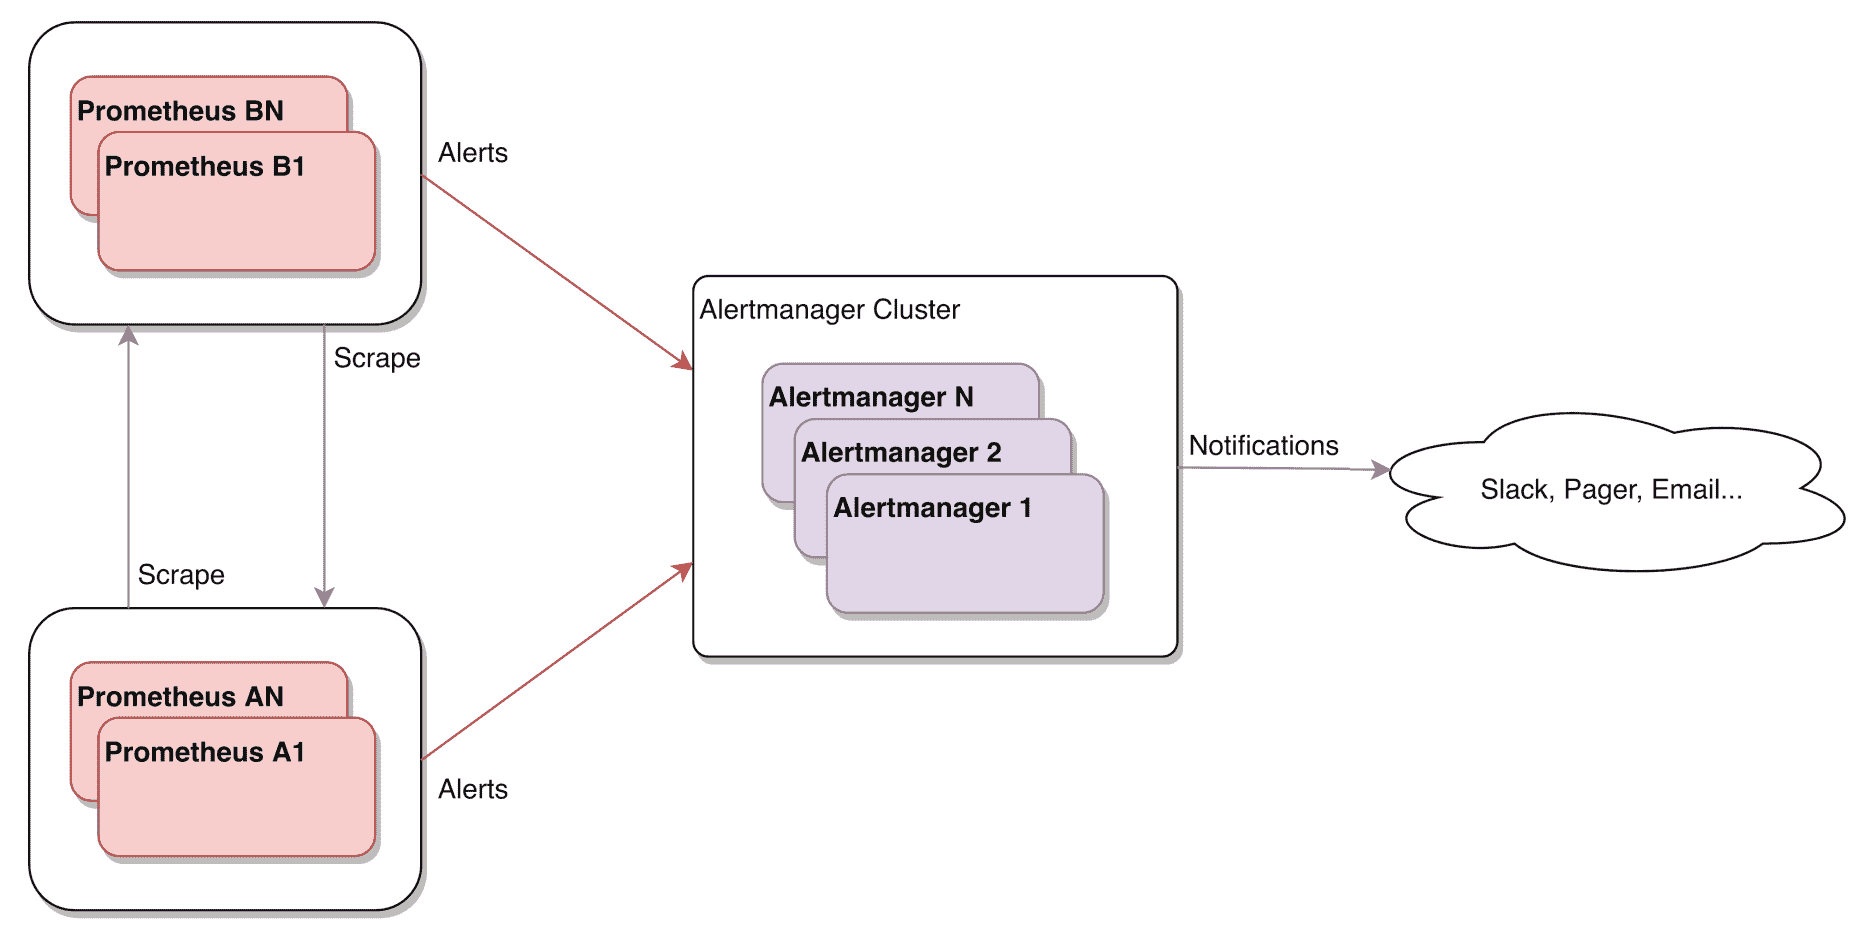 Prometheus BN
Prometheus B1
Alerts
Scrape
Scrape
Prometheus AN
Prometheus A1
Alerts
Alertmanager Cluster
Alertmanager N
Alertmanager 2
Alertmanager 1
Notifications
Slack, Pager, Email...